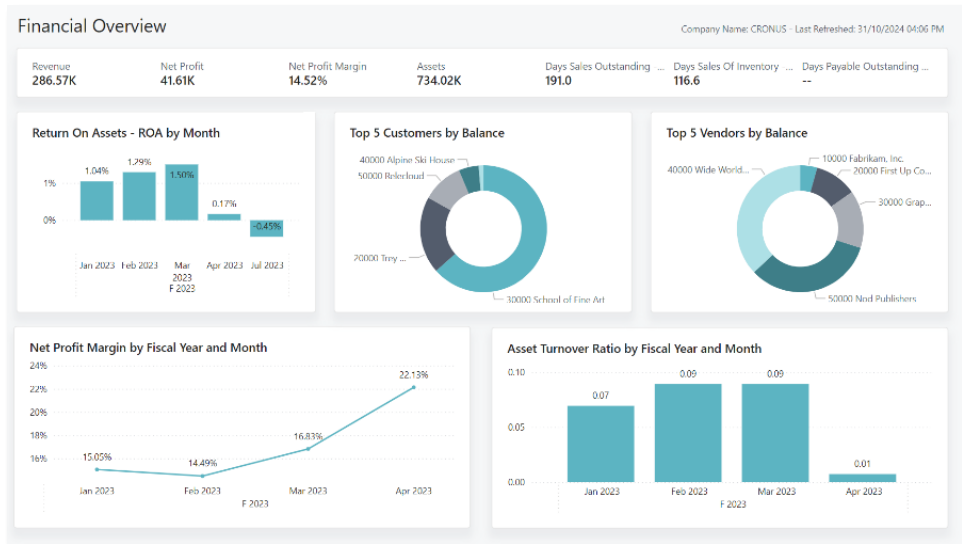 Financial Overview
Company Name: CRONUS - Last Refreshed: 31/10/2024 04:06 PM
Revenue
286.57K
Net Profit
41.61K
Net Profit Margin
14.52%
Assets
734.02K
Days Sales Outstanding ...
191.0
Days Sales Of Inventory ...
116.6
Days Payable Outstanding ...
--
Return On Assets - ROA by Month
1%
0%
1.04%
1.29%
1.50%
0.17%
-0.45%
Jan 2023
Feb 2023
Mar
2023
Apr 2023
Jul 2023
F 2023
Top 5 Customers by Balance
40000 Alpine Ski House
50000 Relecloud
20000 Trey ...
30000 School of Fine Art
Top 5 Vendors by Balance
40000 Wide World...
10000 Fabrikam, Inc.
20000 First Up Co...
30000 Grap...
50000 Nod Publishers
Net Profit Margin by Fiscal Year and Month
24%
22%
20%
18%
16%
15.05%
14.49%
16.83%
22.13%
Jan 2023
Feb 2023
Mar 2023
Apr 2023
F 2023
Asset Turnover Ratio by Fiscal Year and Month
0.10
0.05
0.00
0.07
0.09
0.09
0.01
Jan 2023
Feb 2023
Mar 2023
Apr 2023
F 2023